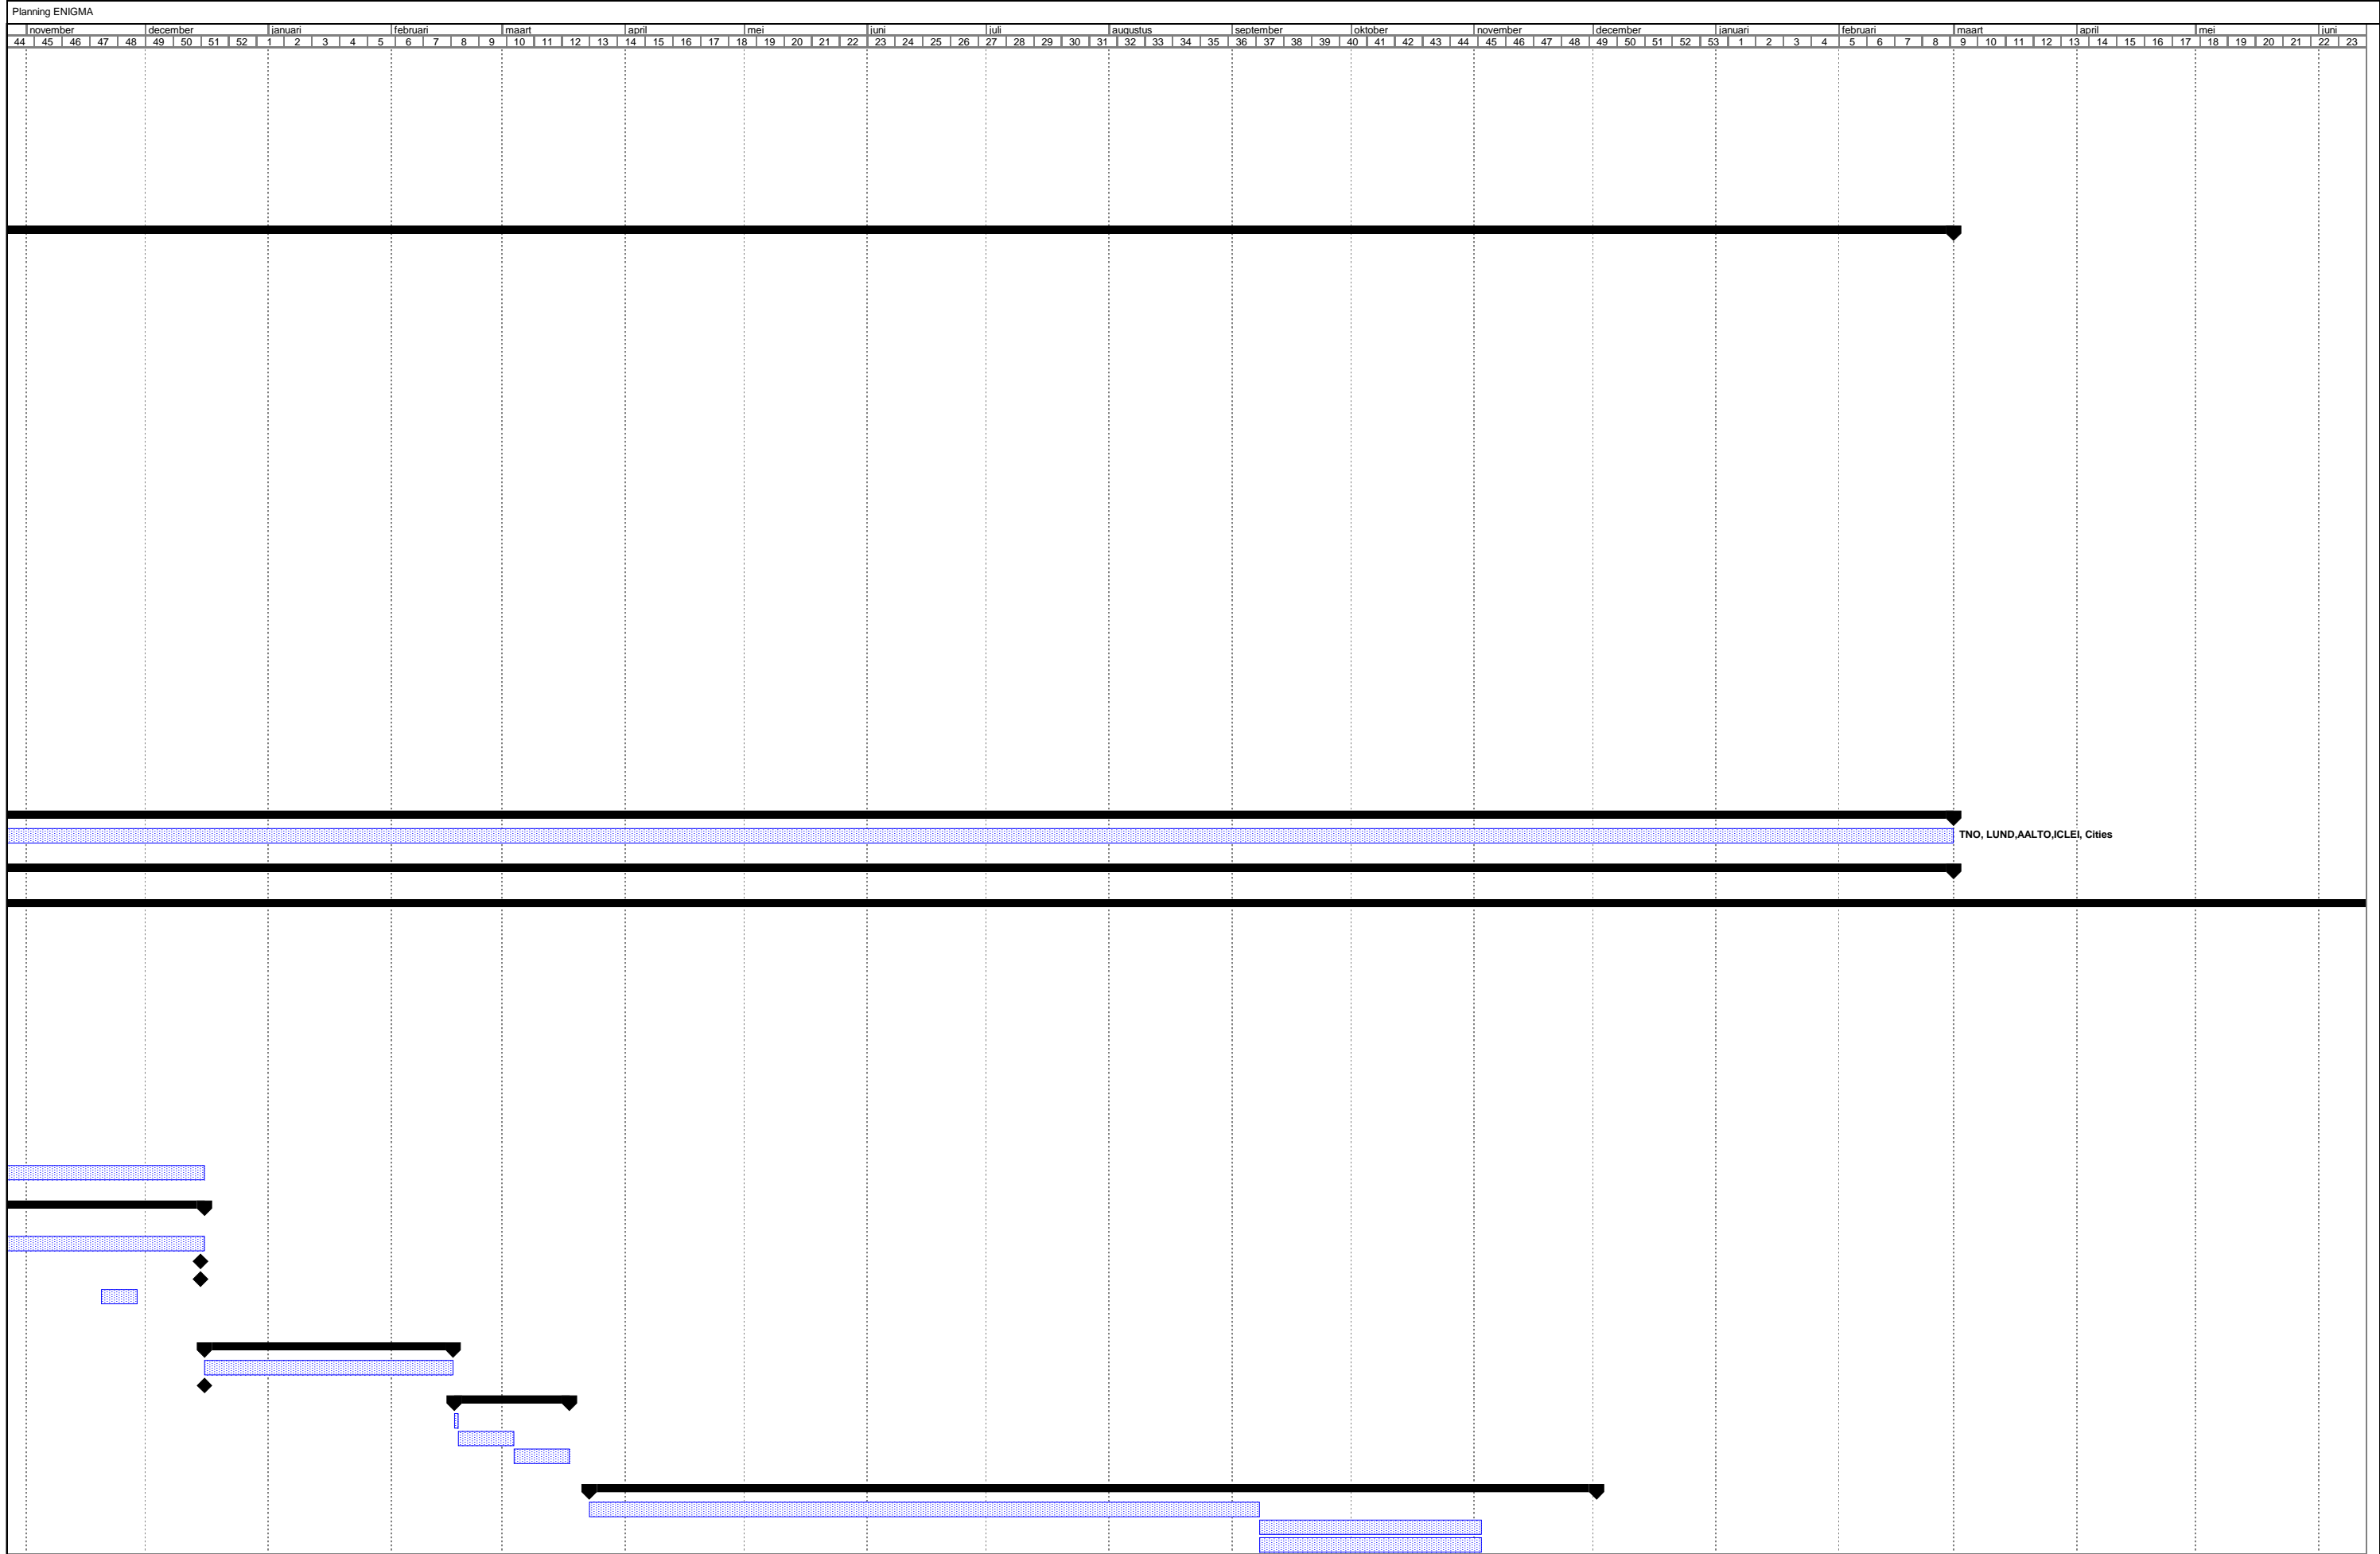 Planning ENIGMA
november december januari februari maart april mei juni juli augustus september oktober november december januari februari maart april mei juni
44 45 46 47 48 49 50 51 52 1 2 3 4 5 6 7 8 9 10 11 12 13 14 15 16 17 18 19 20 21 22 23 24 25 26 27 28 29 30 31 32 33 34 35 36 37 38 39 40 41 42 43 44 45 46 47 48 49 50 51 52 53 1 2 3 4 5 6 7 8 9 10 11 12 13 14 15 16 17 18 19 20 21 22 23
TNO, LUND,AALTO,ICLEI, Cities